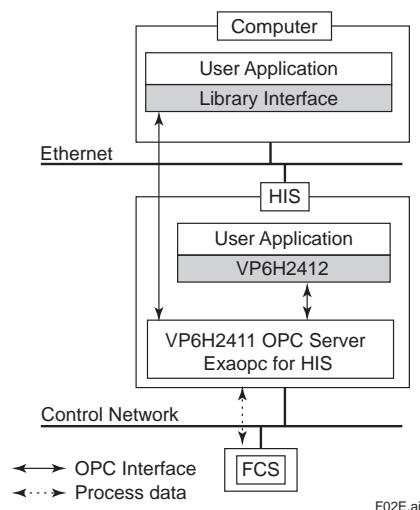 Computer
User Application
Library Interface
Ethernet
HIS
User Application
VP6H2412
VP6H2411 OPC Server
Exaopc for HIS
Control Network
OPC Interface
FCS
Process data
F02E.ai